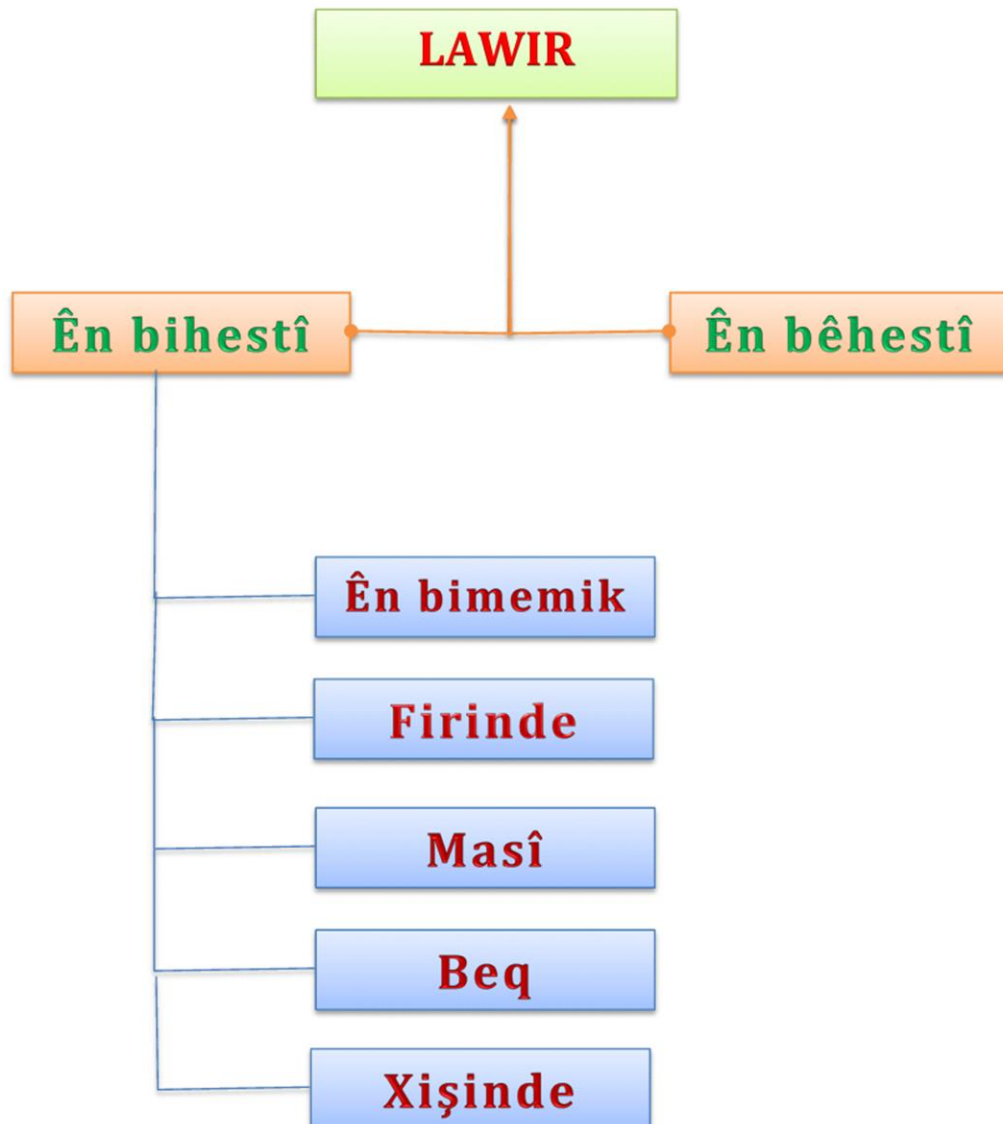 LAWIR
Ên bihestî
Ên bêhestî
Ên bimemik
Firinde
Masî
Beq
Xişinde